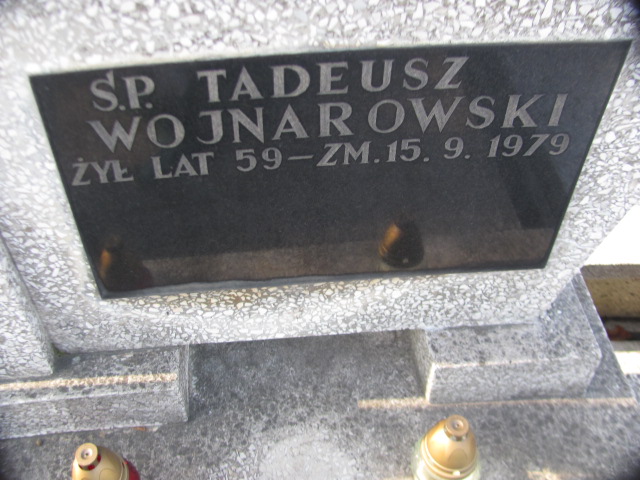 Ś.P. TADEUSZ
WOJNAROWSKI
ŻYŁ LAT 59 - ZM. 15. 9. 1979